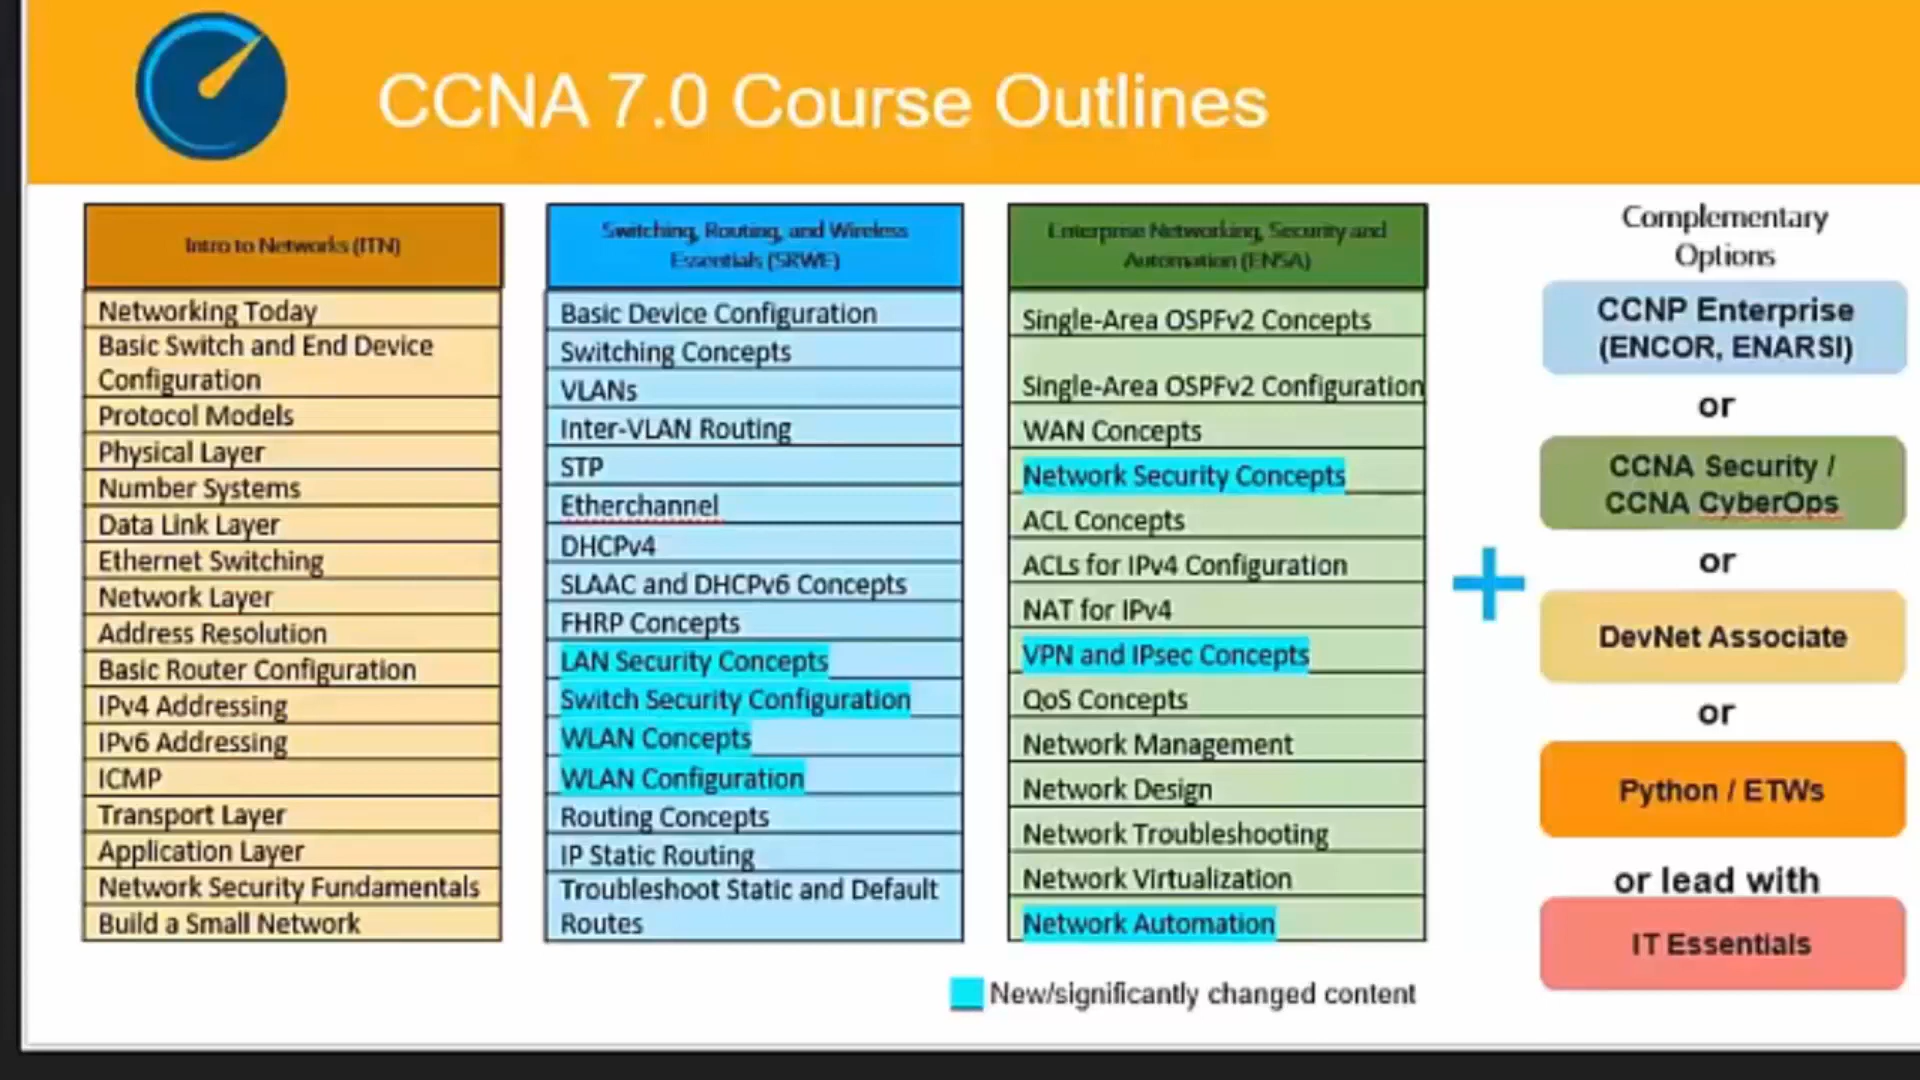 CCNA 7.0 Course Outlines
Intro to Networks (ITN)
Networking Today
Basic Switch and End Device
Configuration
Protocol Models
Physical Layer
Number Systems
Data Link Layer
Ethernet Switching
Network Layer
Address Resolution
Basic Router Configuration
IPv4 Addressing
IPv6 Addressing
ICMP
Transport Layer
Application Layer
Network Security Fundamentals
Build a Small Network
Switching, Routing, and Wireless
Essentials (SRWE)
Basic Device Configuration
Switching Concepts
VLANs
Inter-VLAN Routing
STP
Etherchannel
DHCPv4
SLAAC and DHCPv6 Concepts
FHRP Concepts
LAN Security Concepts
Switch Security Configuration
WLAN Concepts
WLAN Configuration
Routing Concepts
IP Static Routing
Troubleshoot Static and Default
Routes
Enterprise Networking, Security and
Automation (ENSA)
Single-Area OSPFv2 Concepts
Single-Area OSPFv2 Configuration
WAN Concepts
Network Security Concepts
ACL Concepts
ACLs for IPv4 Configuration
NAT for IPv4
VPN and IPsec Concepts
QoS Concepts
Network Management
Network Design
Network Troubleshooting
Network Virtualization
Network Automation
New/significantly changed content
+
Complementary
Options
CCNP Enterprise
(ENCOR, ENARSI)
or
CCNA Security /
CCNA CyberOps
or
DevNet Associate
or
Python / ETWs
or lead with
IT Essentials